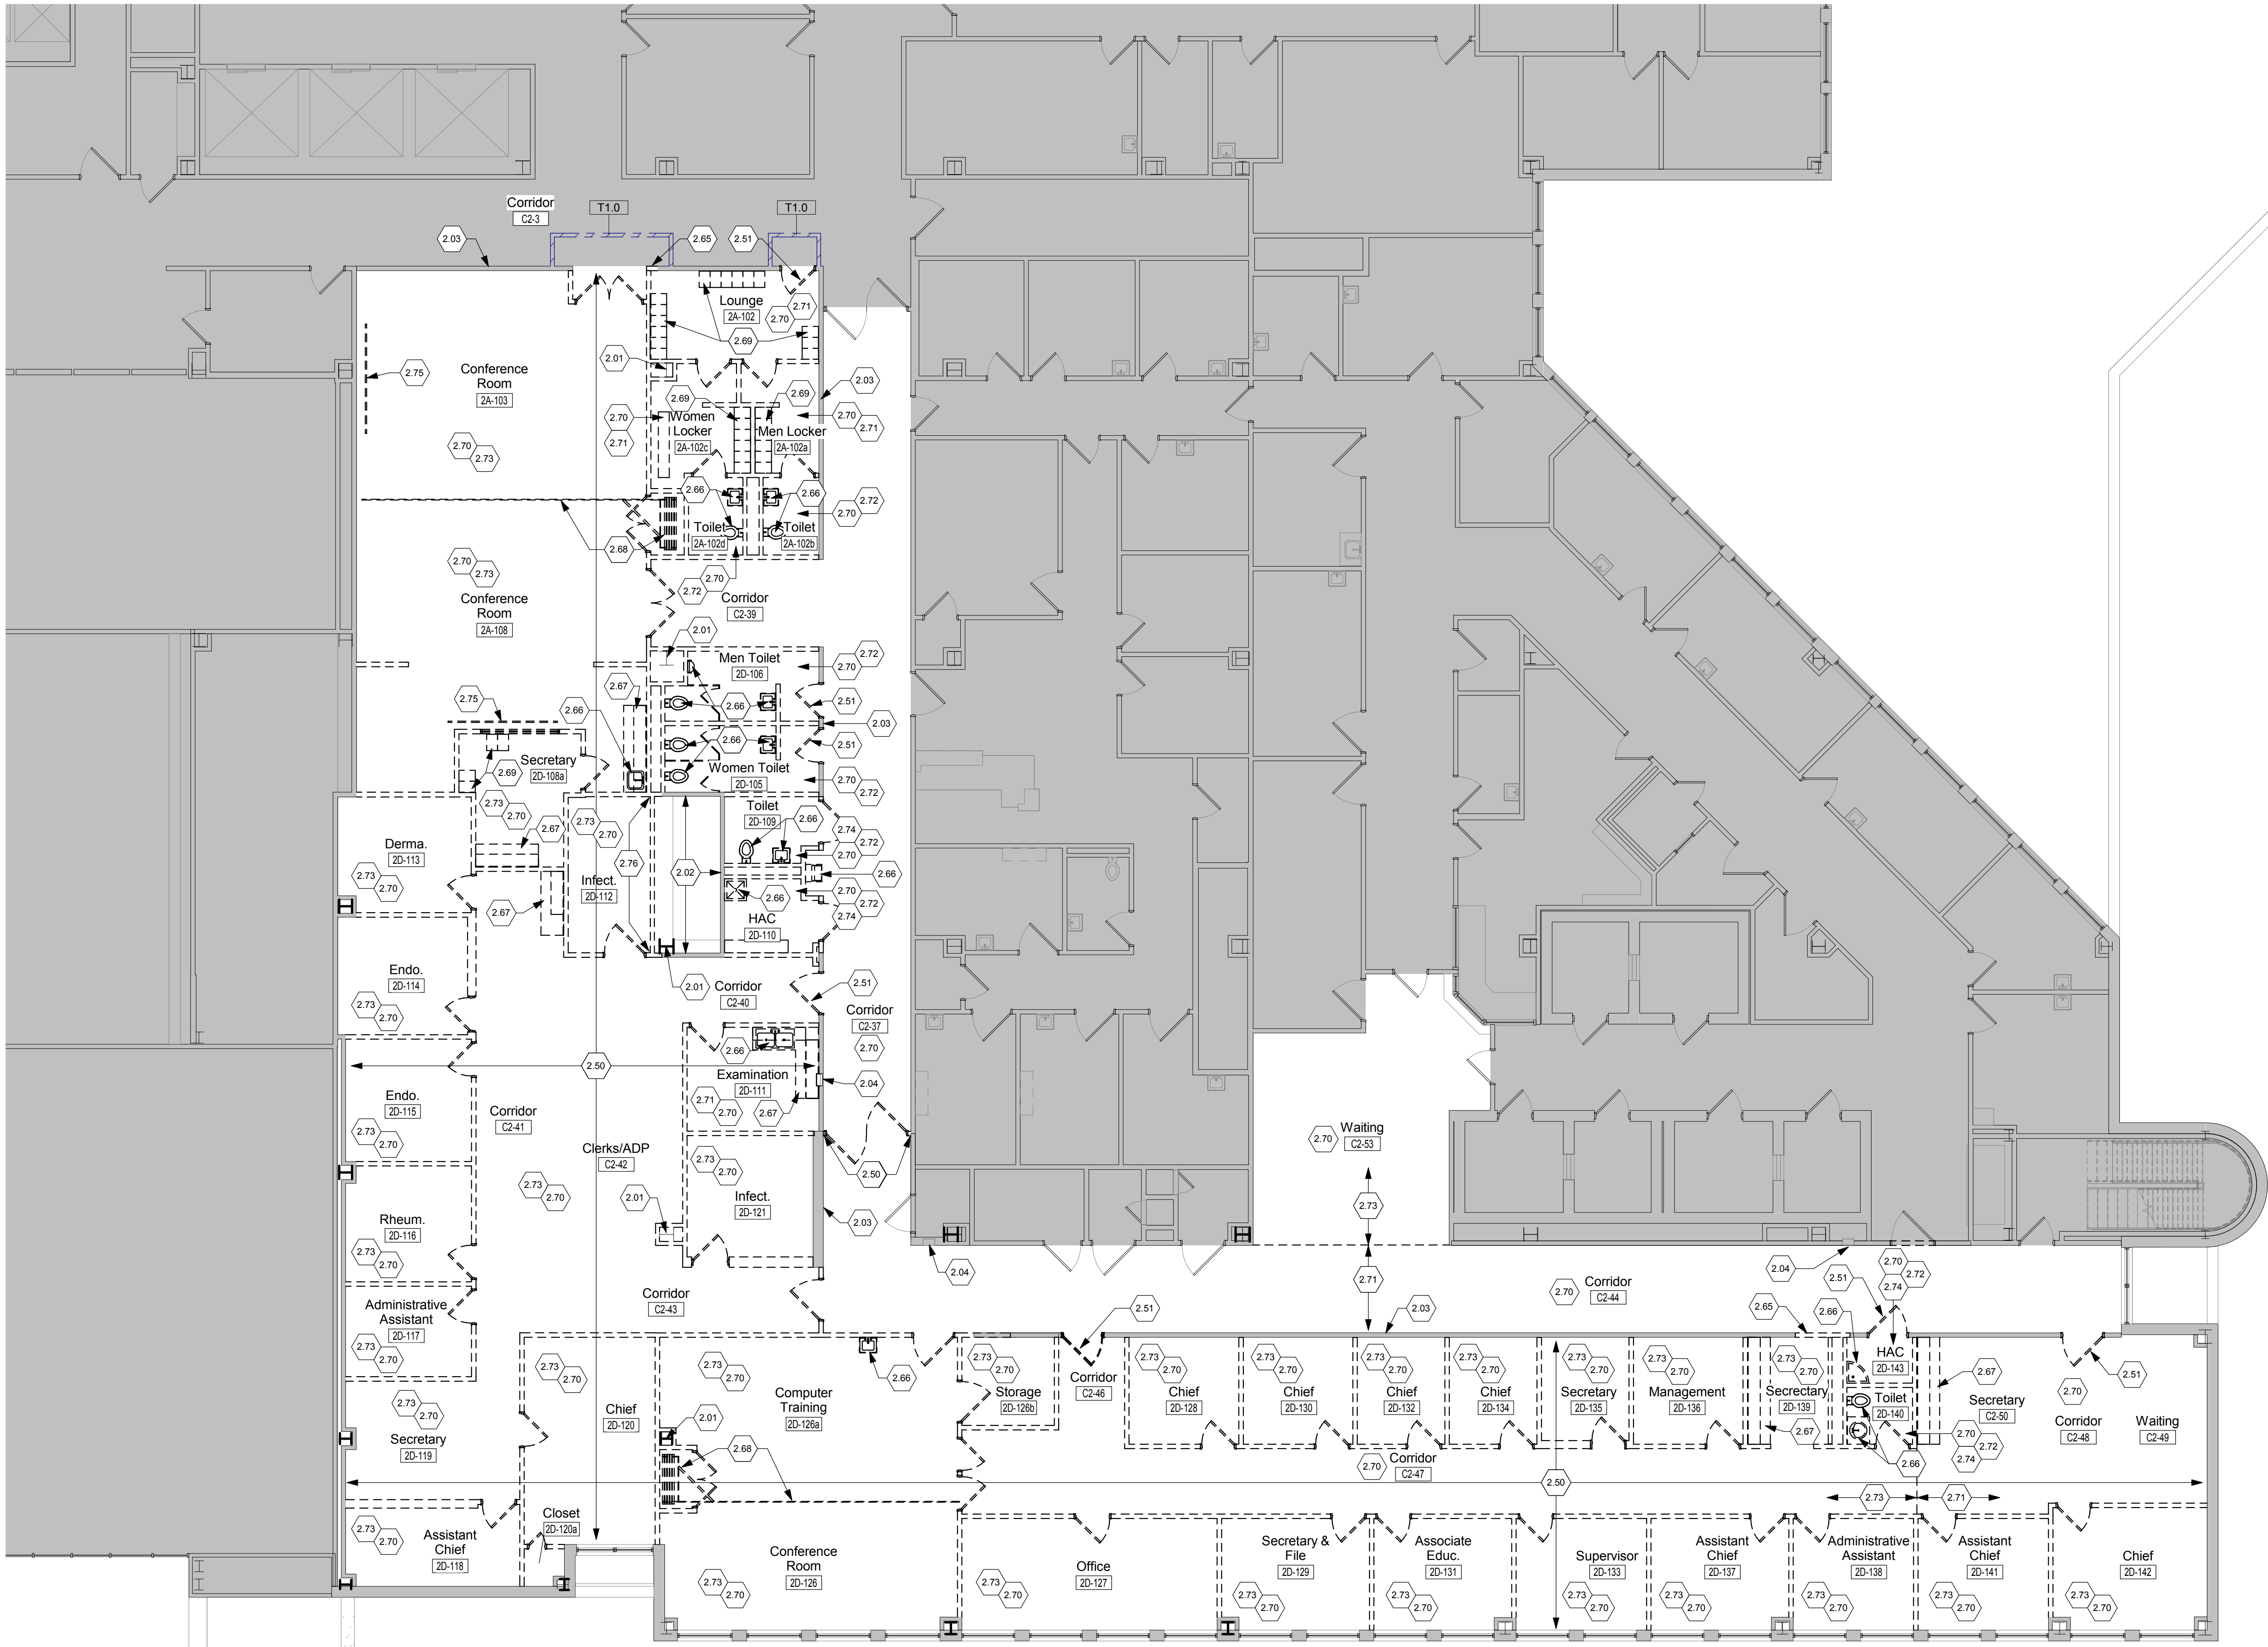 Corridor
C2-3
T1.0
T1.0
2.03
2.65
2.51
Lounge
2A-102
2.71
2.70
2.69
2.01
2.75
Conference
Room
2A-103
2.03
2.69
2.69
2.70
2.71
Women
Locker
2A-102c
Men Locker
2A-102a
2.70
2.71
2.70
2.73
2.66
2.66
2.72
2.70
Toilet
2A-102d
Toilet
2A-102b
2.68
2.70
2.73
2.70
2.72
Conference
Room
2A-108
Corridor
C2-39
2.01
Men Toilet
2D-106
2.72
2.70
2.67
2.75
2.66
2.66
2.51
2.03
2.66
2.51
Secretary
2D-108a
2.69
Women Toilet
2D-105
2.70
2.72
2.73
2.70
2.67
2.73
2.70
Toilet
2D-109
2.66
2.74
2.72
2.70
Derma.
2D-113
2.76
2.02
2.66
2.73
2.70
Infect.
2D-112
2.66
2.70
2.72
2.74
2.67
HAC
2D-110
Endo.
2D-114
2.73
2.70
2.01
Corridor
C2-40
2.51
Corridor
C2-37
2.70
2.66
2.50
Examination
2D-111
2.04
2.71
2.70
2.67
Endo.
2D-115
2.73
2.70
Corridor
C2-41
Clerks/ADP
C2-42
2.73
2.70
2.50
2.70
Waiting
C2-53
2.73
2.70
2.01
Infect.
2D-121
2.03
2.73
Rheum.
2D-116
2.73
2.70
2.04
2.71
2.04
2.51
2.70
2.72
2.74
Corridor
C2-43
2.70
Corridor
C2-44
Administrative
Assistant
2D-117
2.73
2.70
2.51
2.03
2.65
2.66
2.73
2.70
2.73
2.70
2.66
2.73
2.70
Storage
2D-126b
Corridor
C2-46
2.73
2.70
Chief
2D-128
2.73
2.70
Chief
2D-130
2.73
2.70
Chief
2D-132
2.73
2.70
Chief
2D-134
2.73
2.70
Secretary
2D-135
2.73
2.70
Management
2D-136
2.73
2.70
Secrectary
2D-139
HAC
2D-143
Toilet
2D-140
2.67
2.51
Secretary
C2-50
2.70
Corridor
C2-48
Waiting
C2-49
2.73
2.70
Secretary
2D-119
Chief
2D-120
2.01
Computer
Training
2D-126a
2.67
2.70
2.72
2.74
2.66
2.68
2.70
Corridor
C2-47
2.50
2.73
2.71
2.73
2.70
Assistant
Chief
2D-118
Closet
2D-120a
Conference
Room
2D-126
2.73
2.70
Office
2D-127
2.73
2.70
Secretary &
File
2D-129
2.73
2.70
Associate
Educ.
2D-131
2.73
2.70
Supervisor
2D-133
2.73
2.70
Assistant
Chief
2D-137
2.73
2.70
Administrative
Assistant
2D-138
2.73
2.70
Assistant
Chief
2D-141
2.73
2.70
Chief
2D-142
2.73
2.70